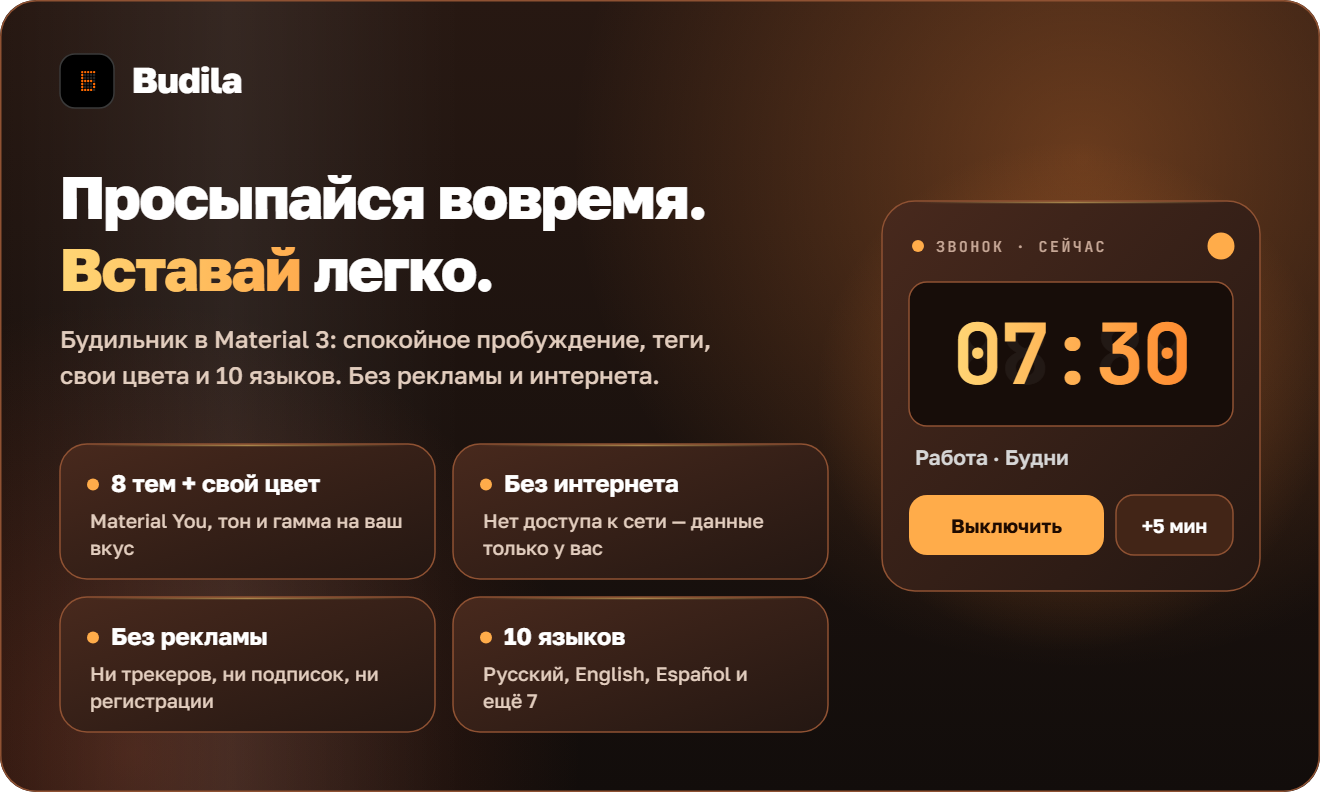 Budila
Просыпайся вовремя.
Вставай легко.
Будильник в Material 3: спокойное пробуждение, теги,
свои цвета и 10 языков. Без рекламы и интернета.
8 тем + свой цвет
Material You, тон и гамма на ваш
вкус
Без интернета
Нет доступа к сети — данные
только у вас
Без рекламы
Ни трекеров, ни подписок, ни
регистрации
10 языков
Русский, English, Español и
ещё 7
ЗВОНОК · СЕЙЧАС
07:30
Работа · Будни
Выключить
+5 мин